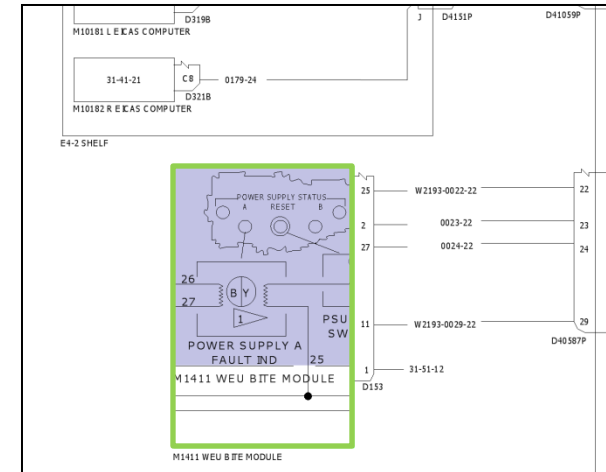 D319B
M10181 L EICAS COMPUTER
J
D4151P
D41059P
31-41-21
C8
0179-24
D321B
M10182 R EICAS COMPUTER
E4-2 SHELF
POWER SUPPLY STATUS
A
RESET
B
25
W2193-0022-22
22
2
0023-22
23
27
0024-22
24
26
27
B Y
1
PSU
SW
11
W2193-0029-22
29
D40587P
POWER SUPPLY A
FAULT IND
25
M1411 WEU BITE MODULE
1
31-51-12
D153
M1411 WEU BITE MODULE